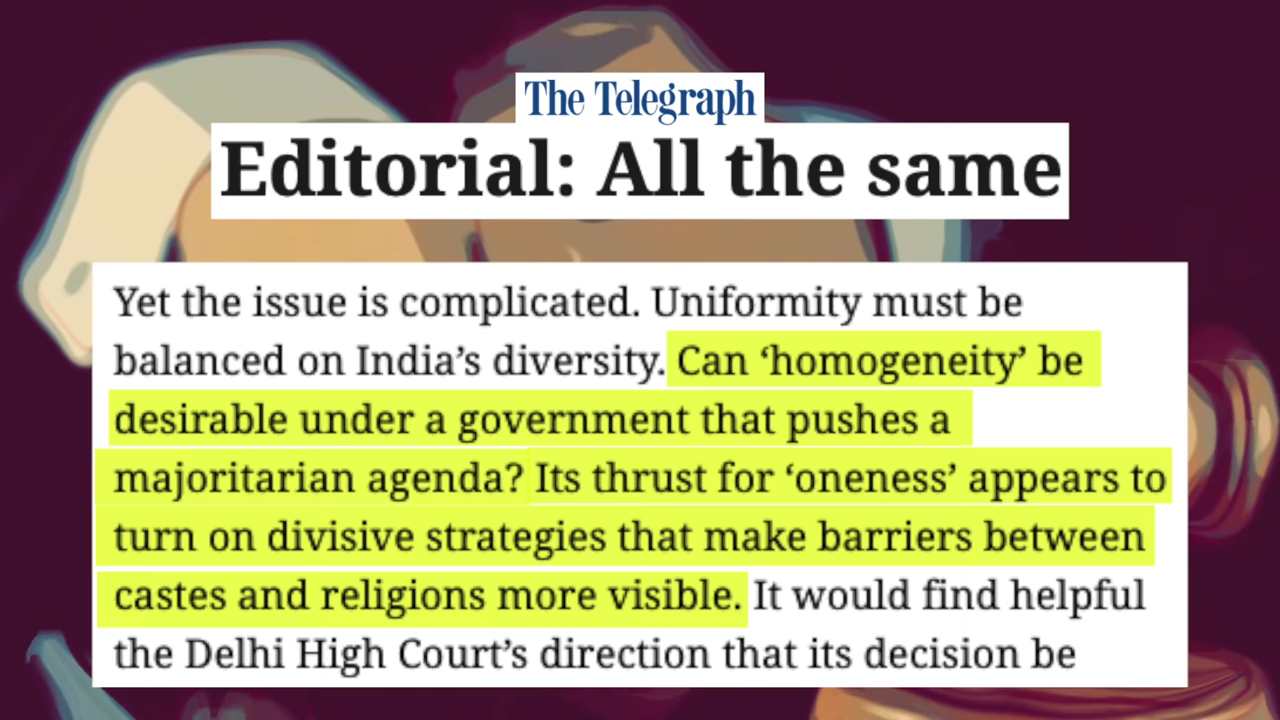 The Telegraph
Editorial: All the same
Yet the issue is complicated. Uniformity must be
balanced on India’s diversity. Can ‘homogeneity’ be
desirable under a government that pushes a
majoritarian agenda? Its thrust for ‘oneness’ appears to
turn on divisive strategies that make barriers between
castes and religions more visible. It would find helpful
the Delhi High Court’s direction that its decision be